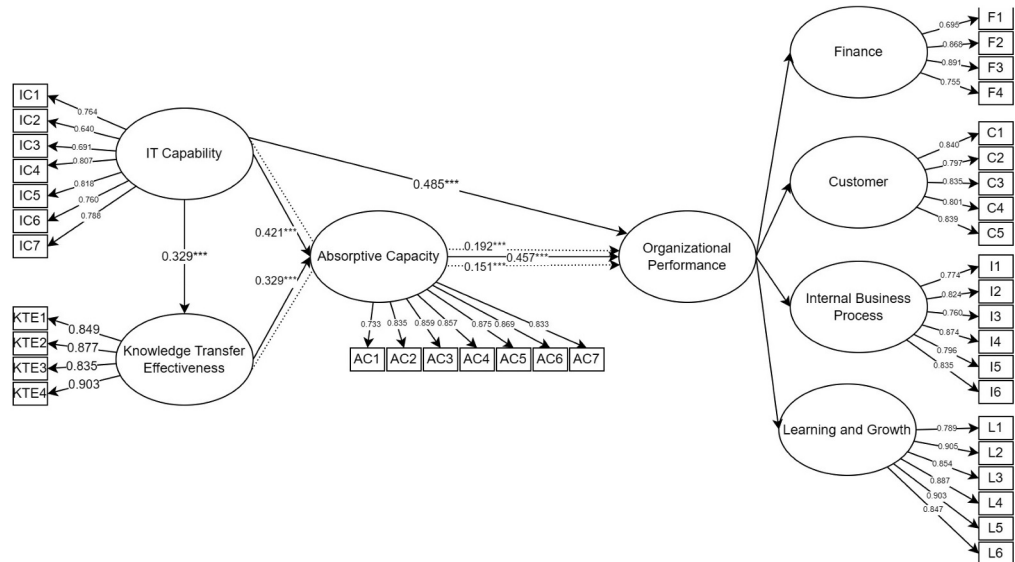 IC1
IC2
IC3
IC4
IC5
IC6
IC7
0.764
0.640
0.691
0.807
0.818
0.760
0.788
IT Capability
0.329***
KTE1
KTE2
KTE3
KTE4
0.849
0.877
0.835
0.903
Knowledge Transfer
Effectiveness
0.421***
0.329***
0.485***
Absorptive Capacity
0.192***
0.457***
0.151***
0.733
0.835
0.859
0.857
0.875
0.869
0.833
AC1
AC2
AC3
AC4
AC5
AC6
AC7
Organizational
Performance
Finance
0.695
0.868
0.891
0.755
F1
F2
F3
F4
Customer
0.840
0.797
0.835
0.801
0.839
C1
C2
C3
C4
C5
Internal Business
Process
0.774
0.824
0.760
0.874
0.796
0.835
I1
I2
I3
I4
I5
I6
Learning and Growth
0.789
0.905
0.854
0.887
0.903
0.847
L1
L2
L3
L4
L5
L6